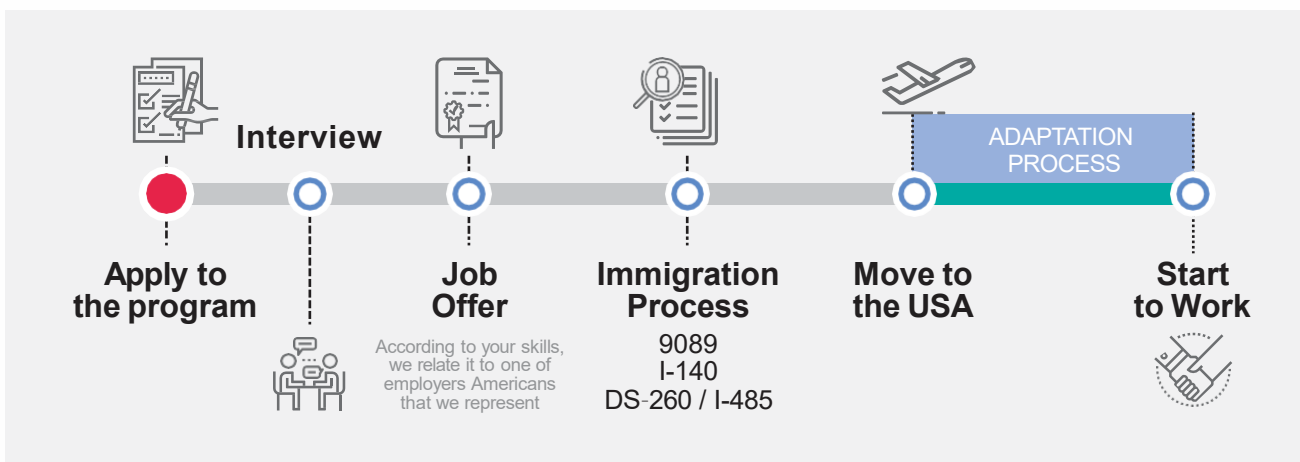 Interview
ADAPTATION
PROCESS
Apply to
the program
Job
Offer
According to your skills,
we relate it to one of
employers Americans
that we represent
Immigration
Process
9089
I-140
DS-260 / I-485
Move to
the USA
Start
to Work